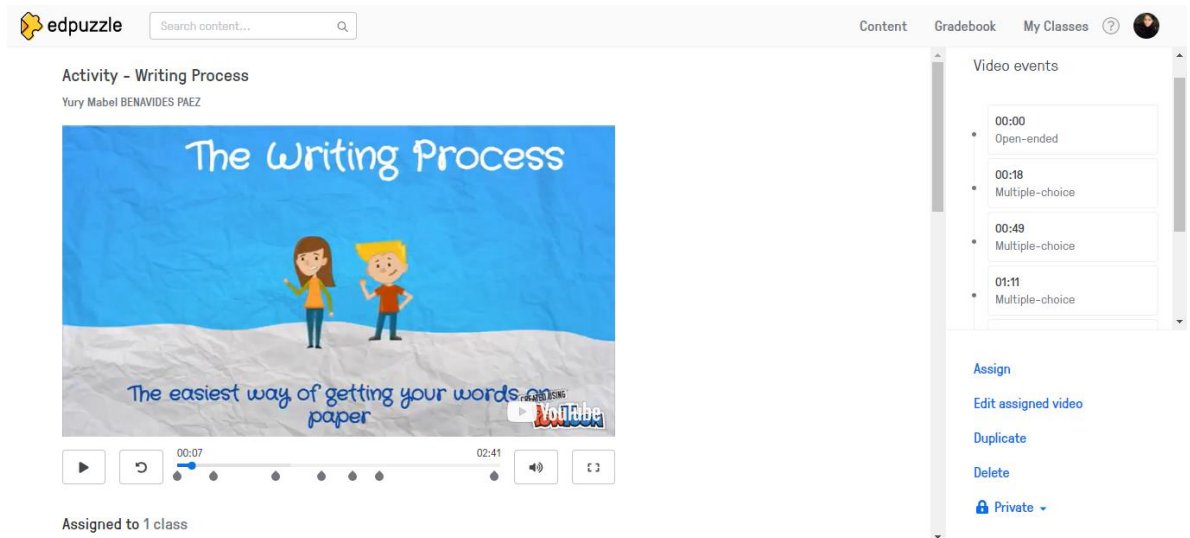 edpuzzle
Search content...
Content
Gradebook
My Classes
?
Activity - Writing Process
Yury Mabel BENAVIDES PAEZ
The Writing Process
The easiest way of getting your words on
paper
CREATED USING
YouTube
00:07
02:41
Assigned to 1 class
Video events
00:00
Open-ended
00:18
Multiple-choice
00:49
Multiple-choice
01:11
Multiple-choice
Assign
Edit assigned video
Duplicate
Delete
Private